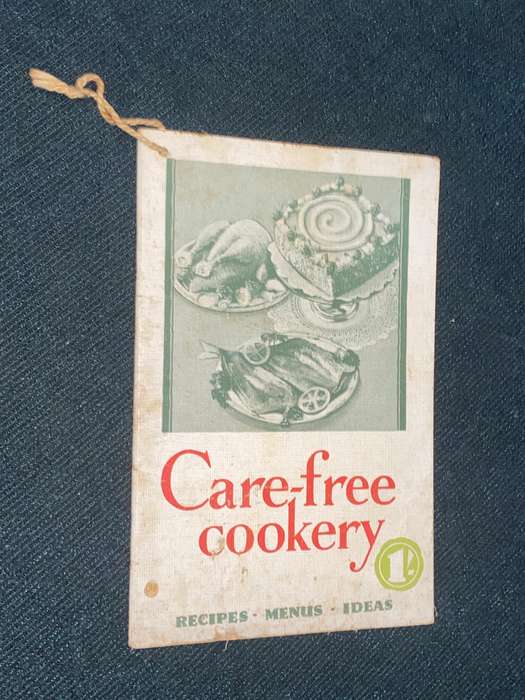 Care-free
cookery
1/-
RECIPES - MENUS - IDEAS